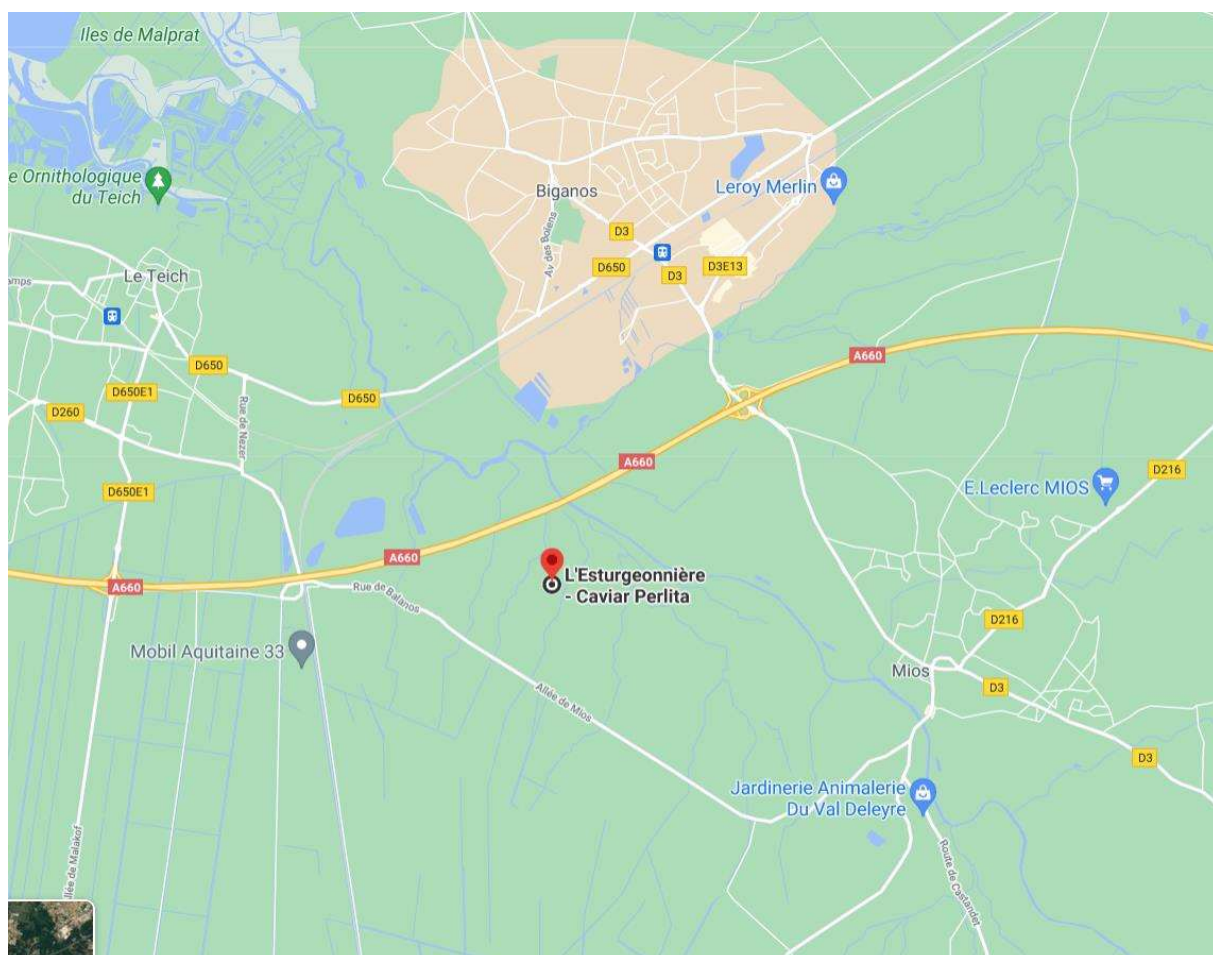 Iles de Malprat
e Ornithologique
du Teich
Biganos
Leroy Merlin
Av des Boïens
D3
D650
D3
D3E13
Le Teich
omps
D650
D650E1
D650
D260
Rue de Nezer
A660
A660
D650E1
D216
E.Leclerc MIOS
A660
A660
L'Esturgeonnière
- Caviar Perlita
Rue de Balanos
Mobil Aquitaine 33
D216
Mios
D3
Allée de Mios
D3
Jardinerie Animalerie
Du Val Deleyre
Allée de Malakof
Route de Castandet